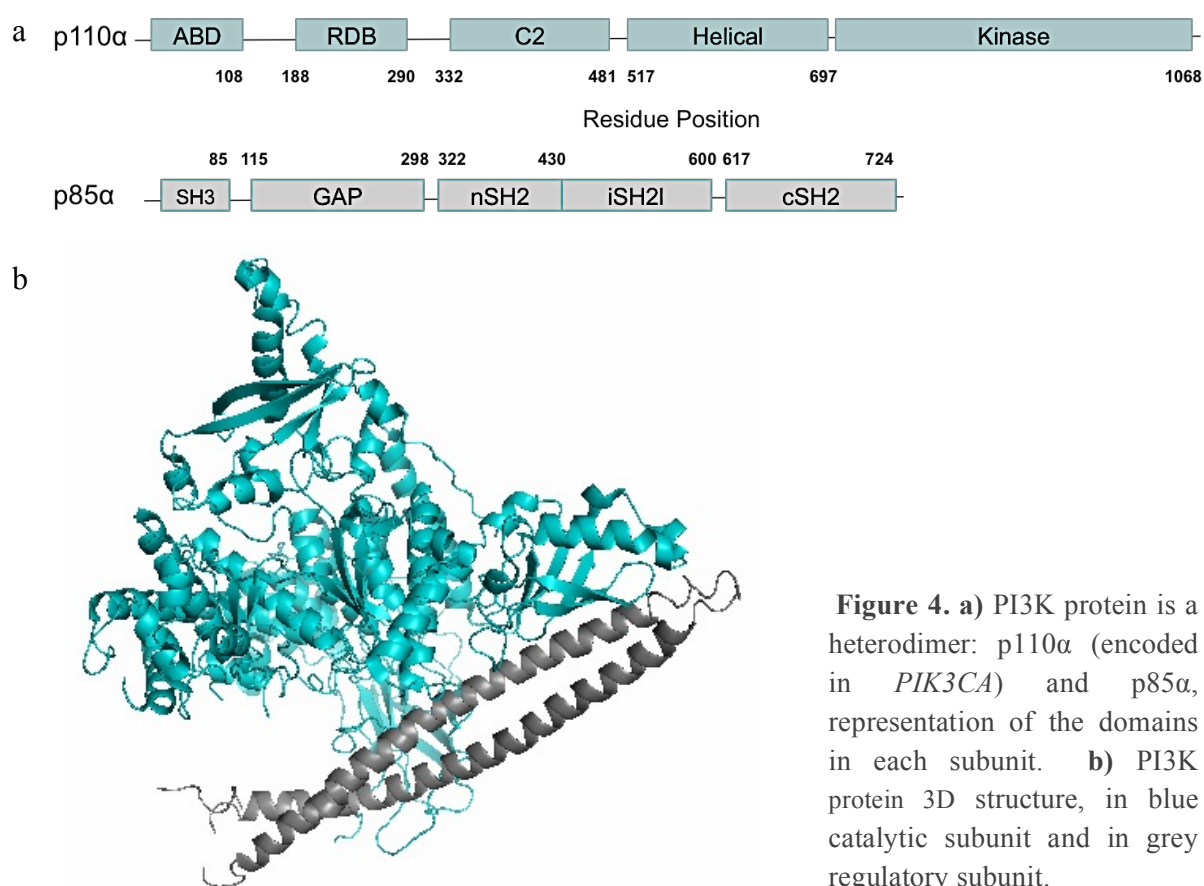 a
p110α ABD RDB C2 Helical Kinase
108 188 290 332 481 517 697 1068
Residue Position
85 115 298 322 430 600 617 724
p85α SH3 GAP nSH2 iSH2I cSH2
b
Figure 4. a) PI3K protein is a
heterodimer: p110α (encoded
in PIK3CA) and p85α,
representation of the domains
in each subunit. b) PI3K
protein 3D structure, in blue
catalytic subunit and in grey
regulatory subunit.